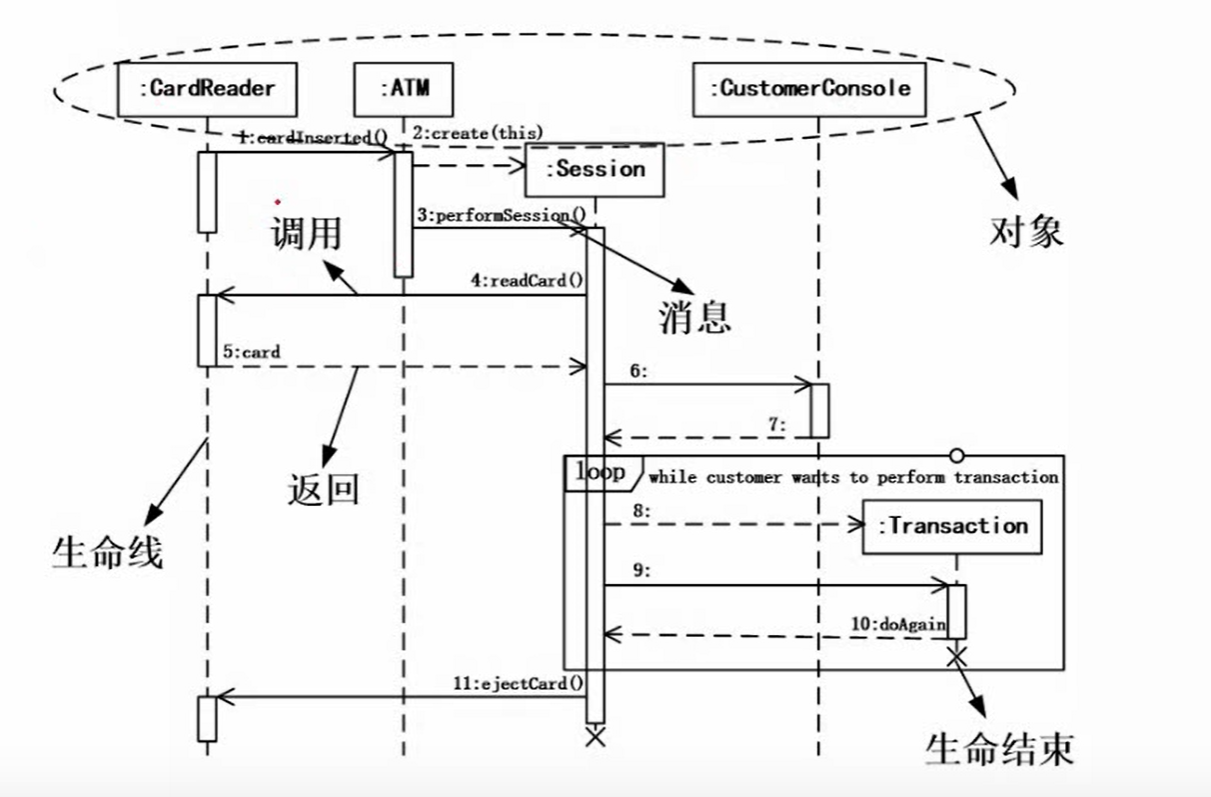 :CardReader
:ATM
:CustomerConsole
1:cardInserted()
2:create(this)
:Session
3:performSession()
对象
调用
4:readCard()
消息
5:card
6:
7:
返回
loop
while customer wants to perform transaction
8:
:Transaction
生命线
9:
10:doAgain
11:ejectCard()
生命结束